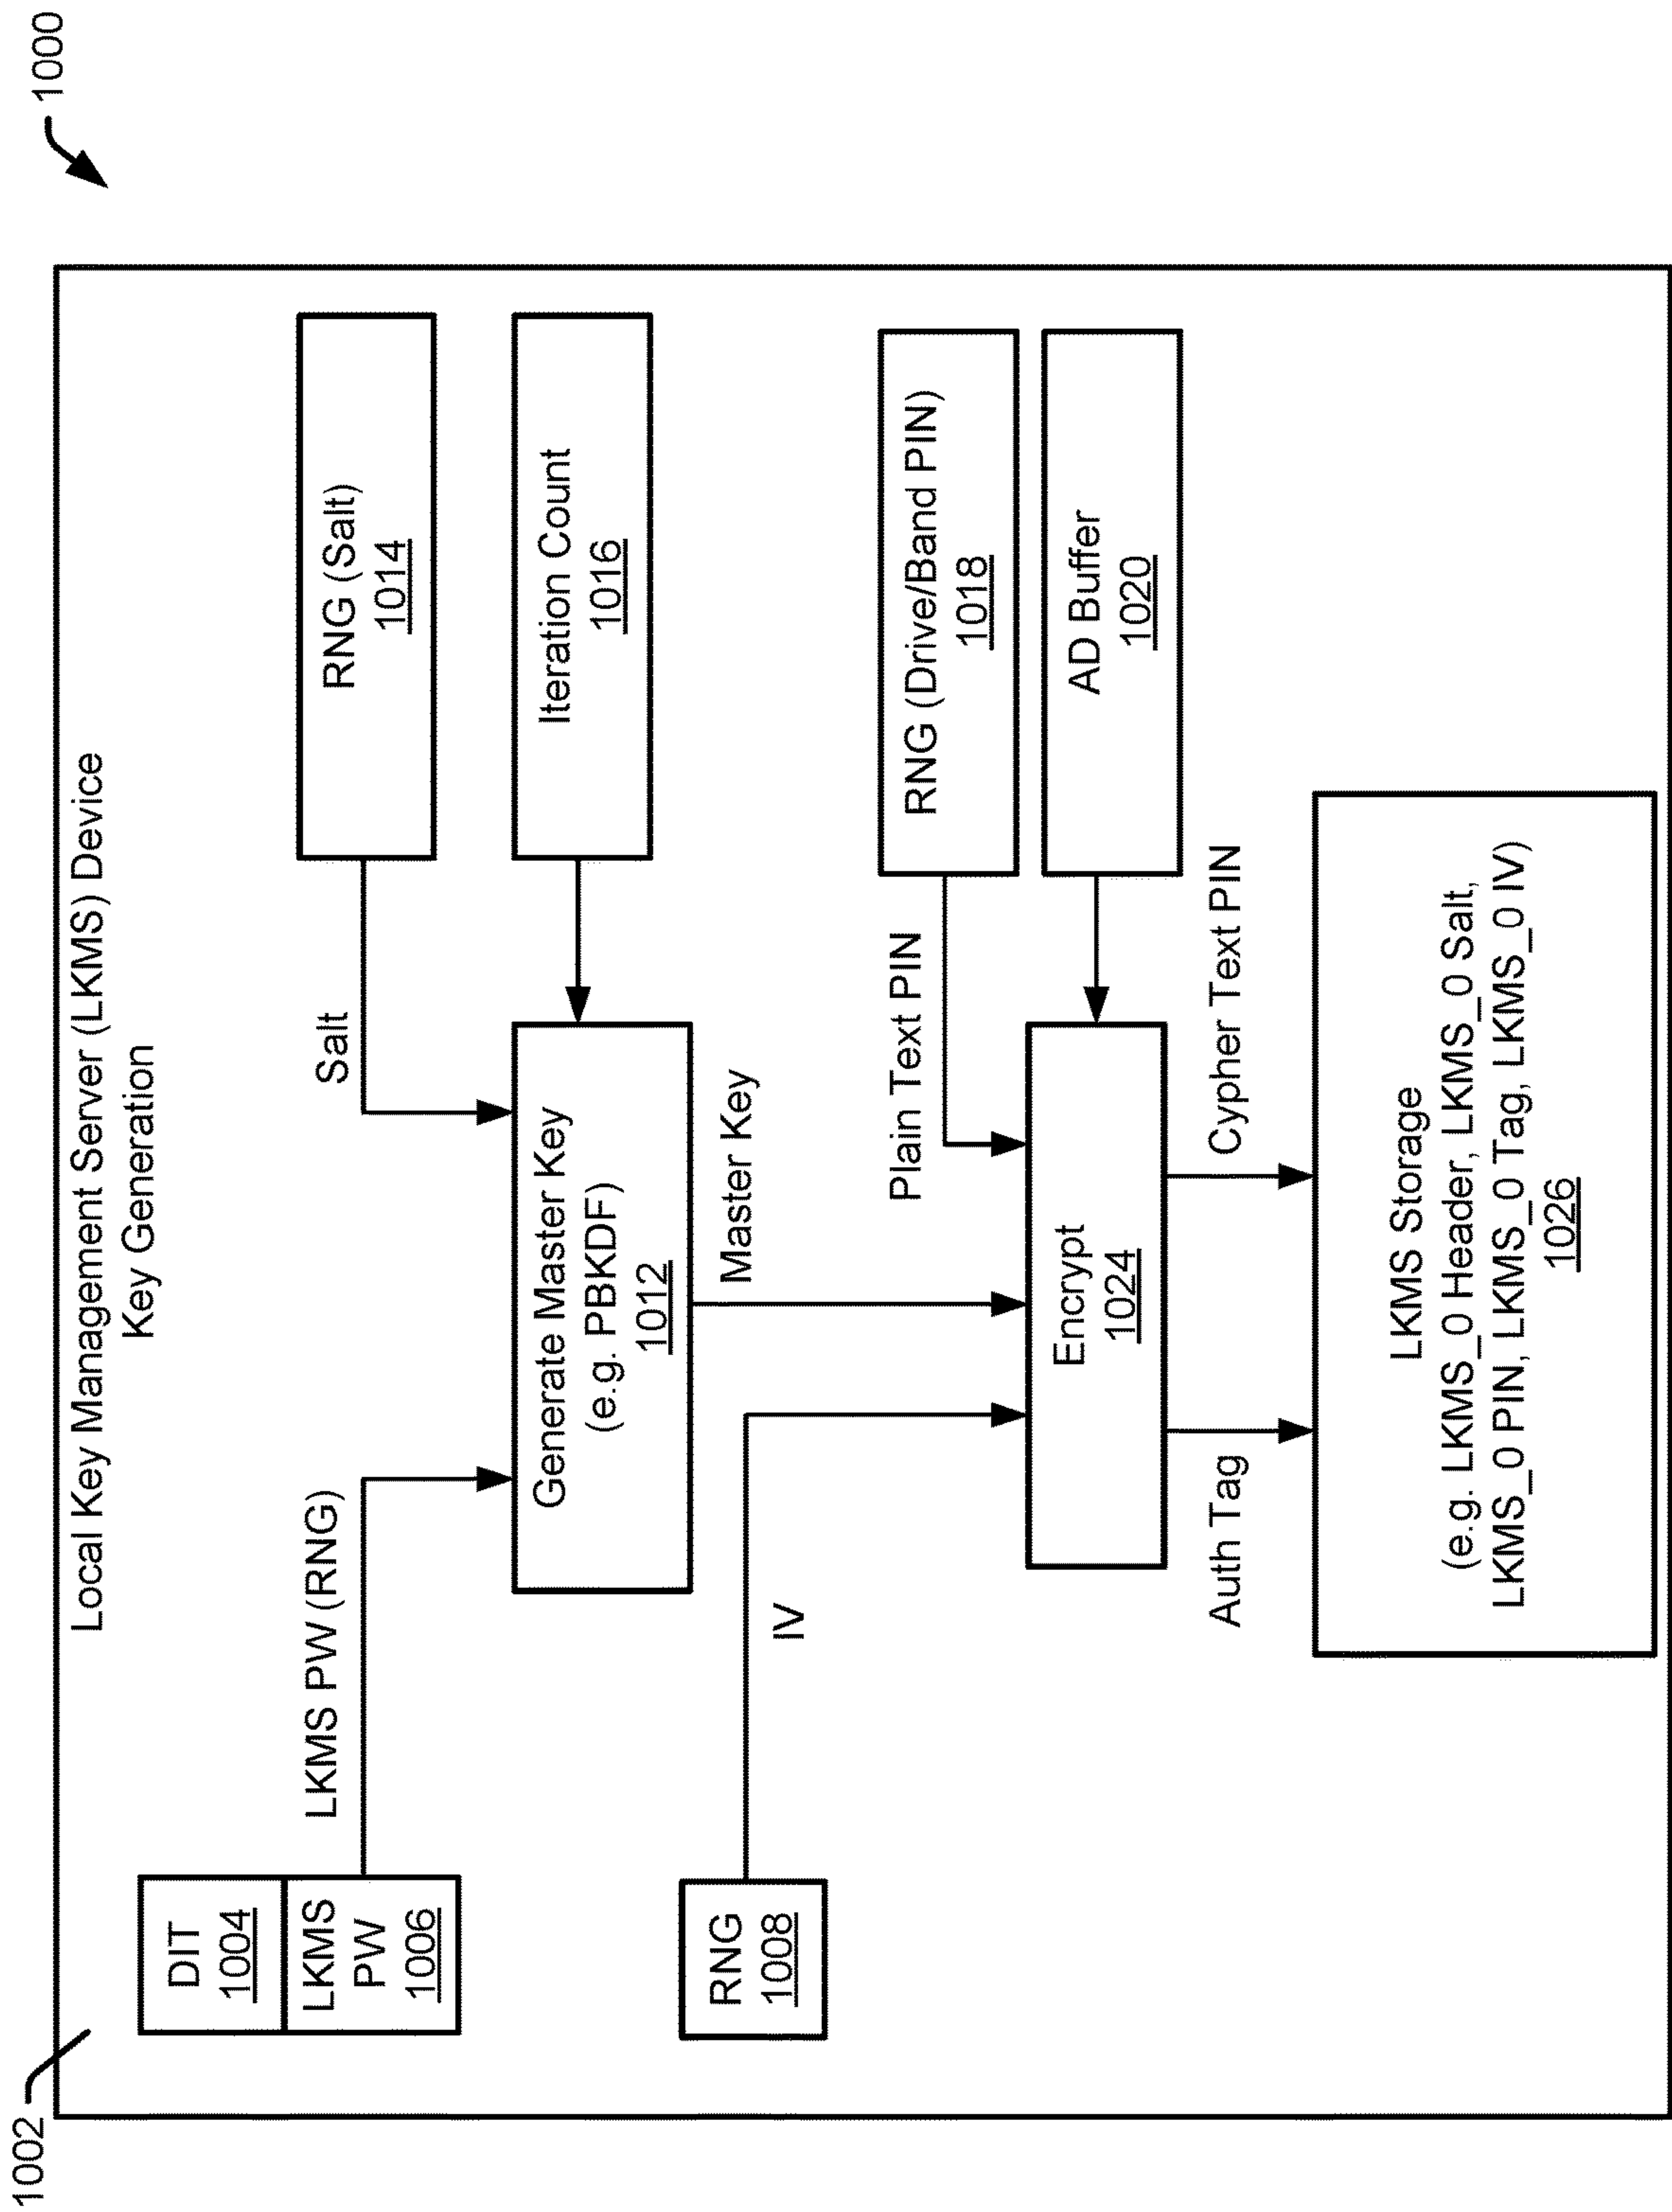 1000
1002
Local Key Management Server (LKMS) Device
Key Generation
DIT
1004
LKMS
PW
1006
LKMS PW (RNG)
Salt
RNG (Salt)
1014
Generate Master Key
(e.g. PBKDF)
1012
Iteration Count
1016
RNG
1008
IV
Master Key
Plain Text PIN
RNG (Drive/Band PIN)
1018
Encrypt
1024
AD Buffer
1020
Auth Tag
Cypher Text PIN
LKMS Storage
(e.g. LKMS_0 Header, LKMS_0 Salt,
LKMS_0 PIN, LKMS_0 Tag, LKMS_0 IV)
1026